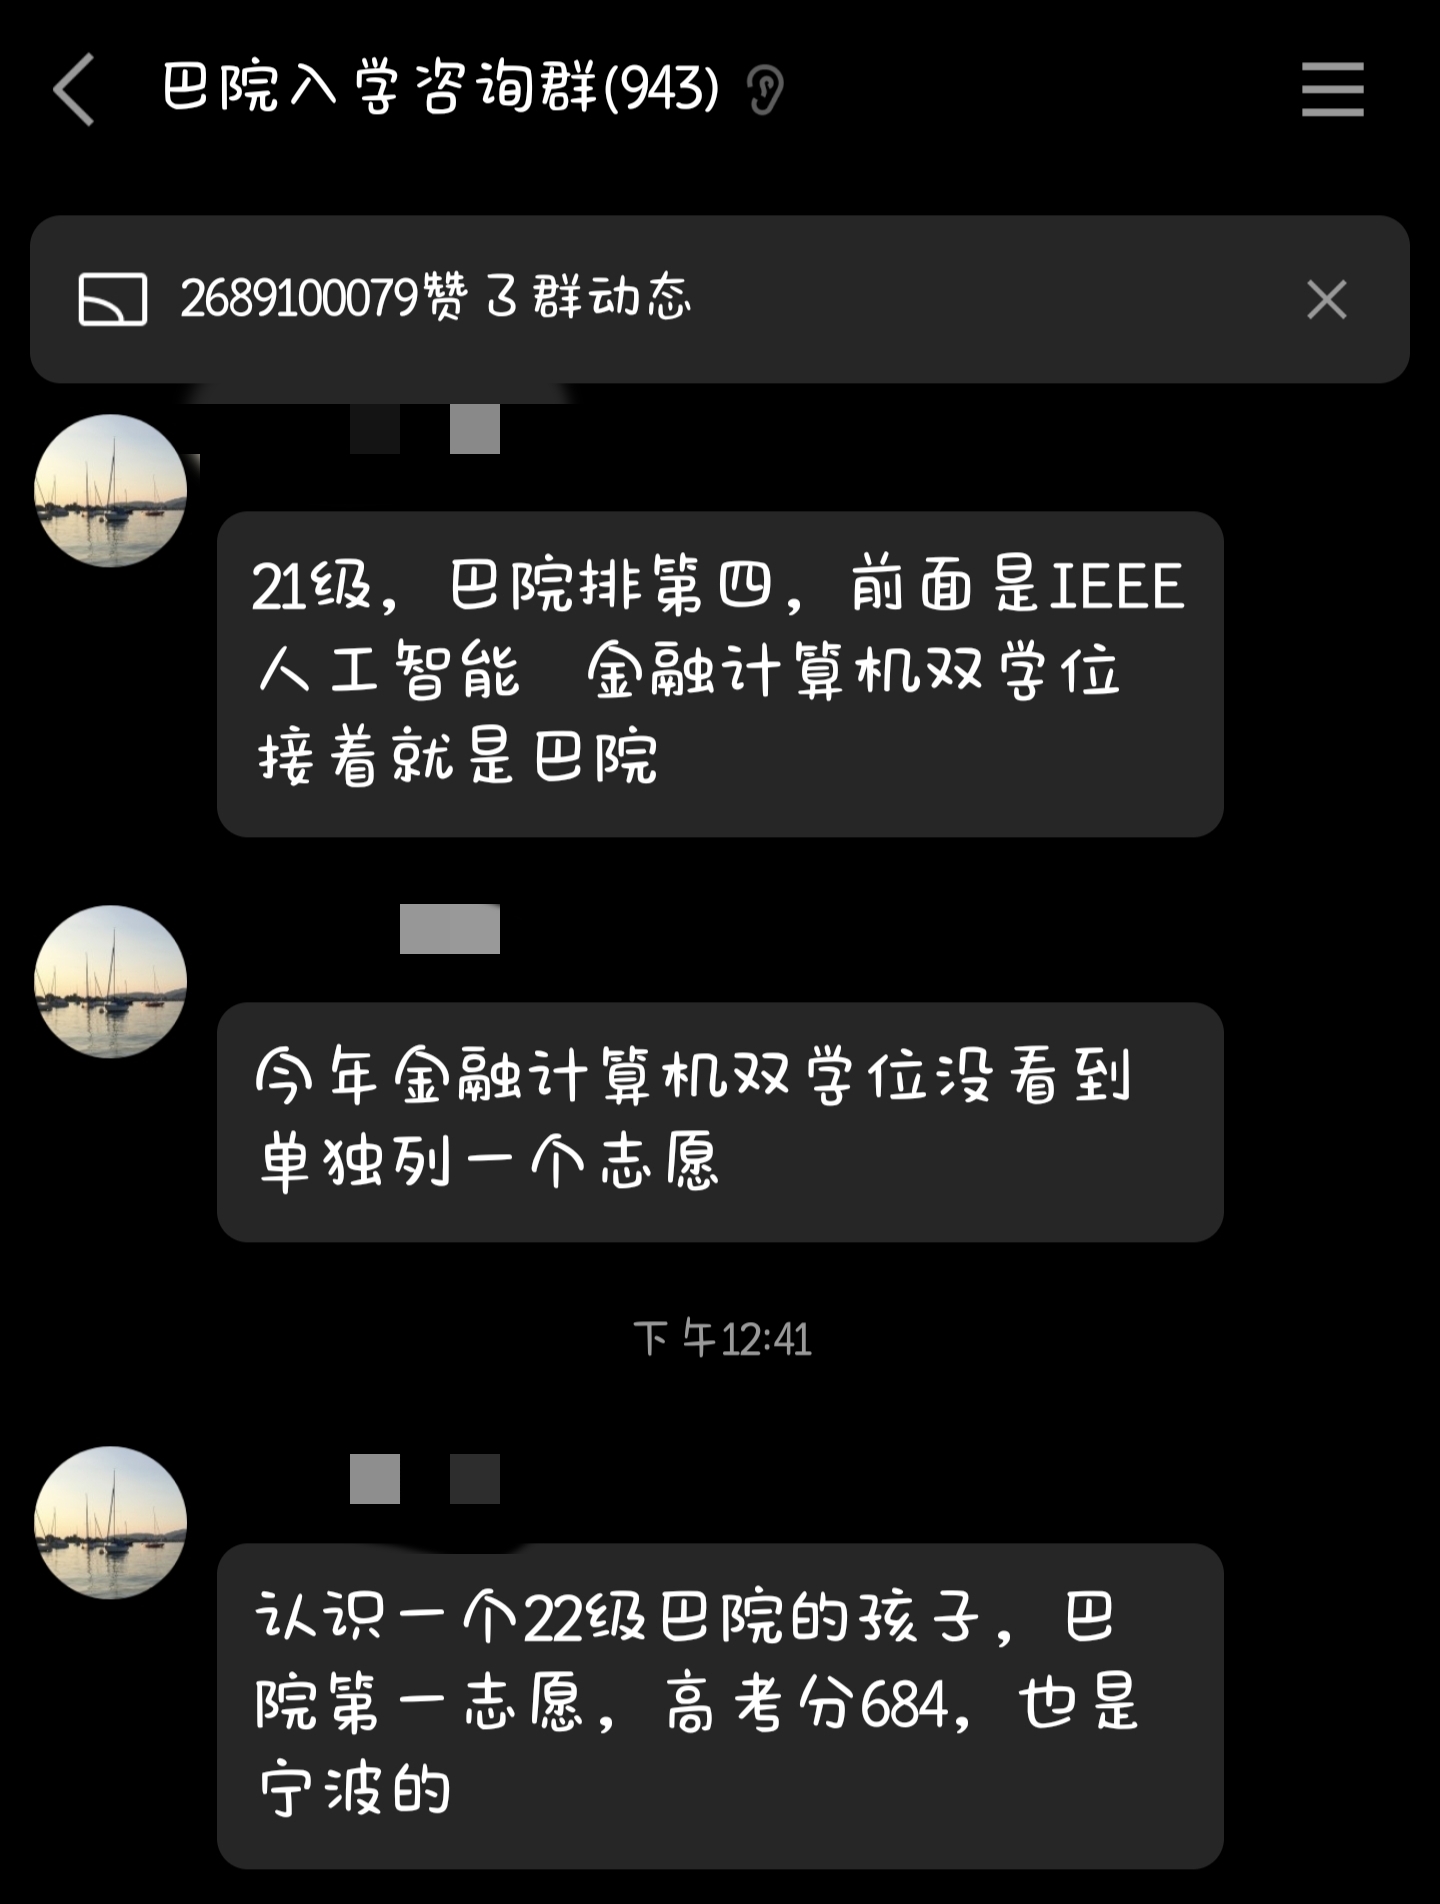 巴院入学咨询群(943)
2689100079赞了群动态
21级，巴院排第四，前面是IEEE
人工智能　金融计算机双学位
接着就是巴院
今年金融计算机双学位没看到
单独列一个志愿
下午12:41
认识一个22级巴院的孩子，巴
院第一志愿，高考分684，也是
宁波的